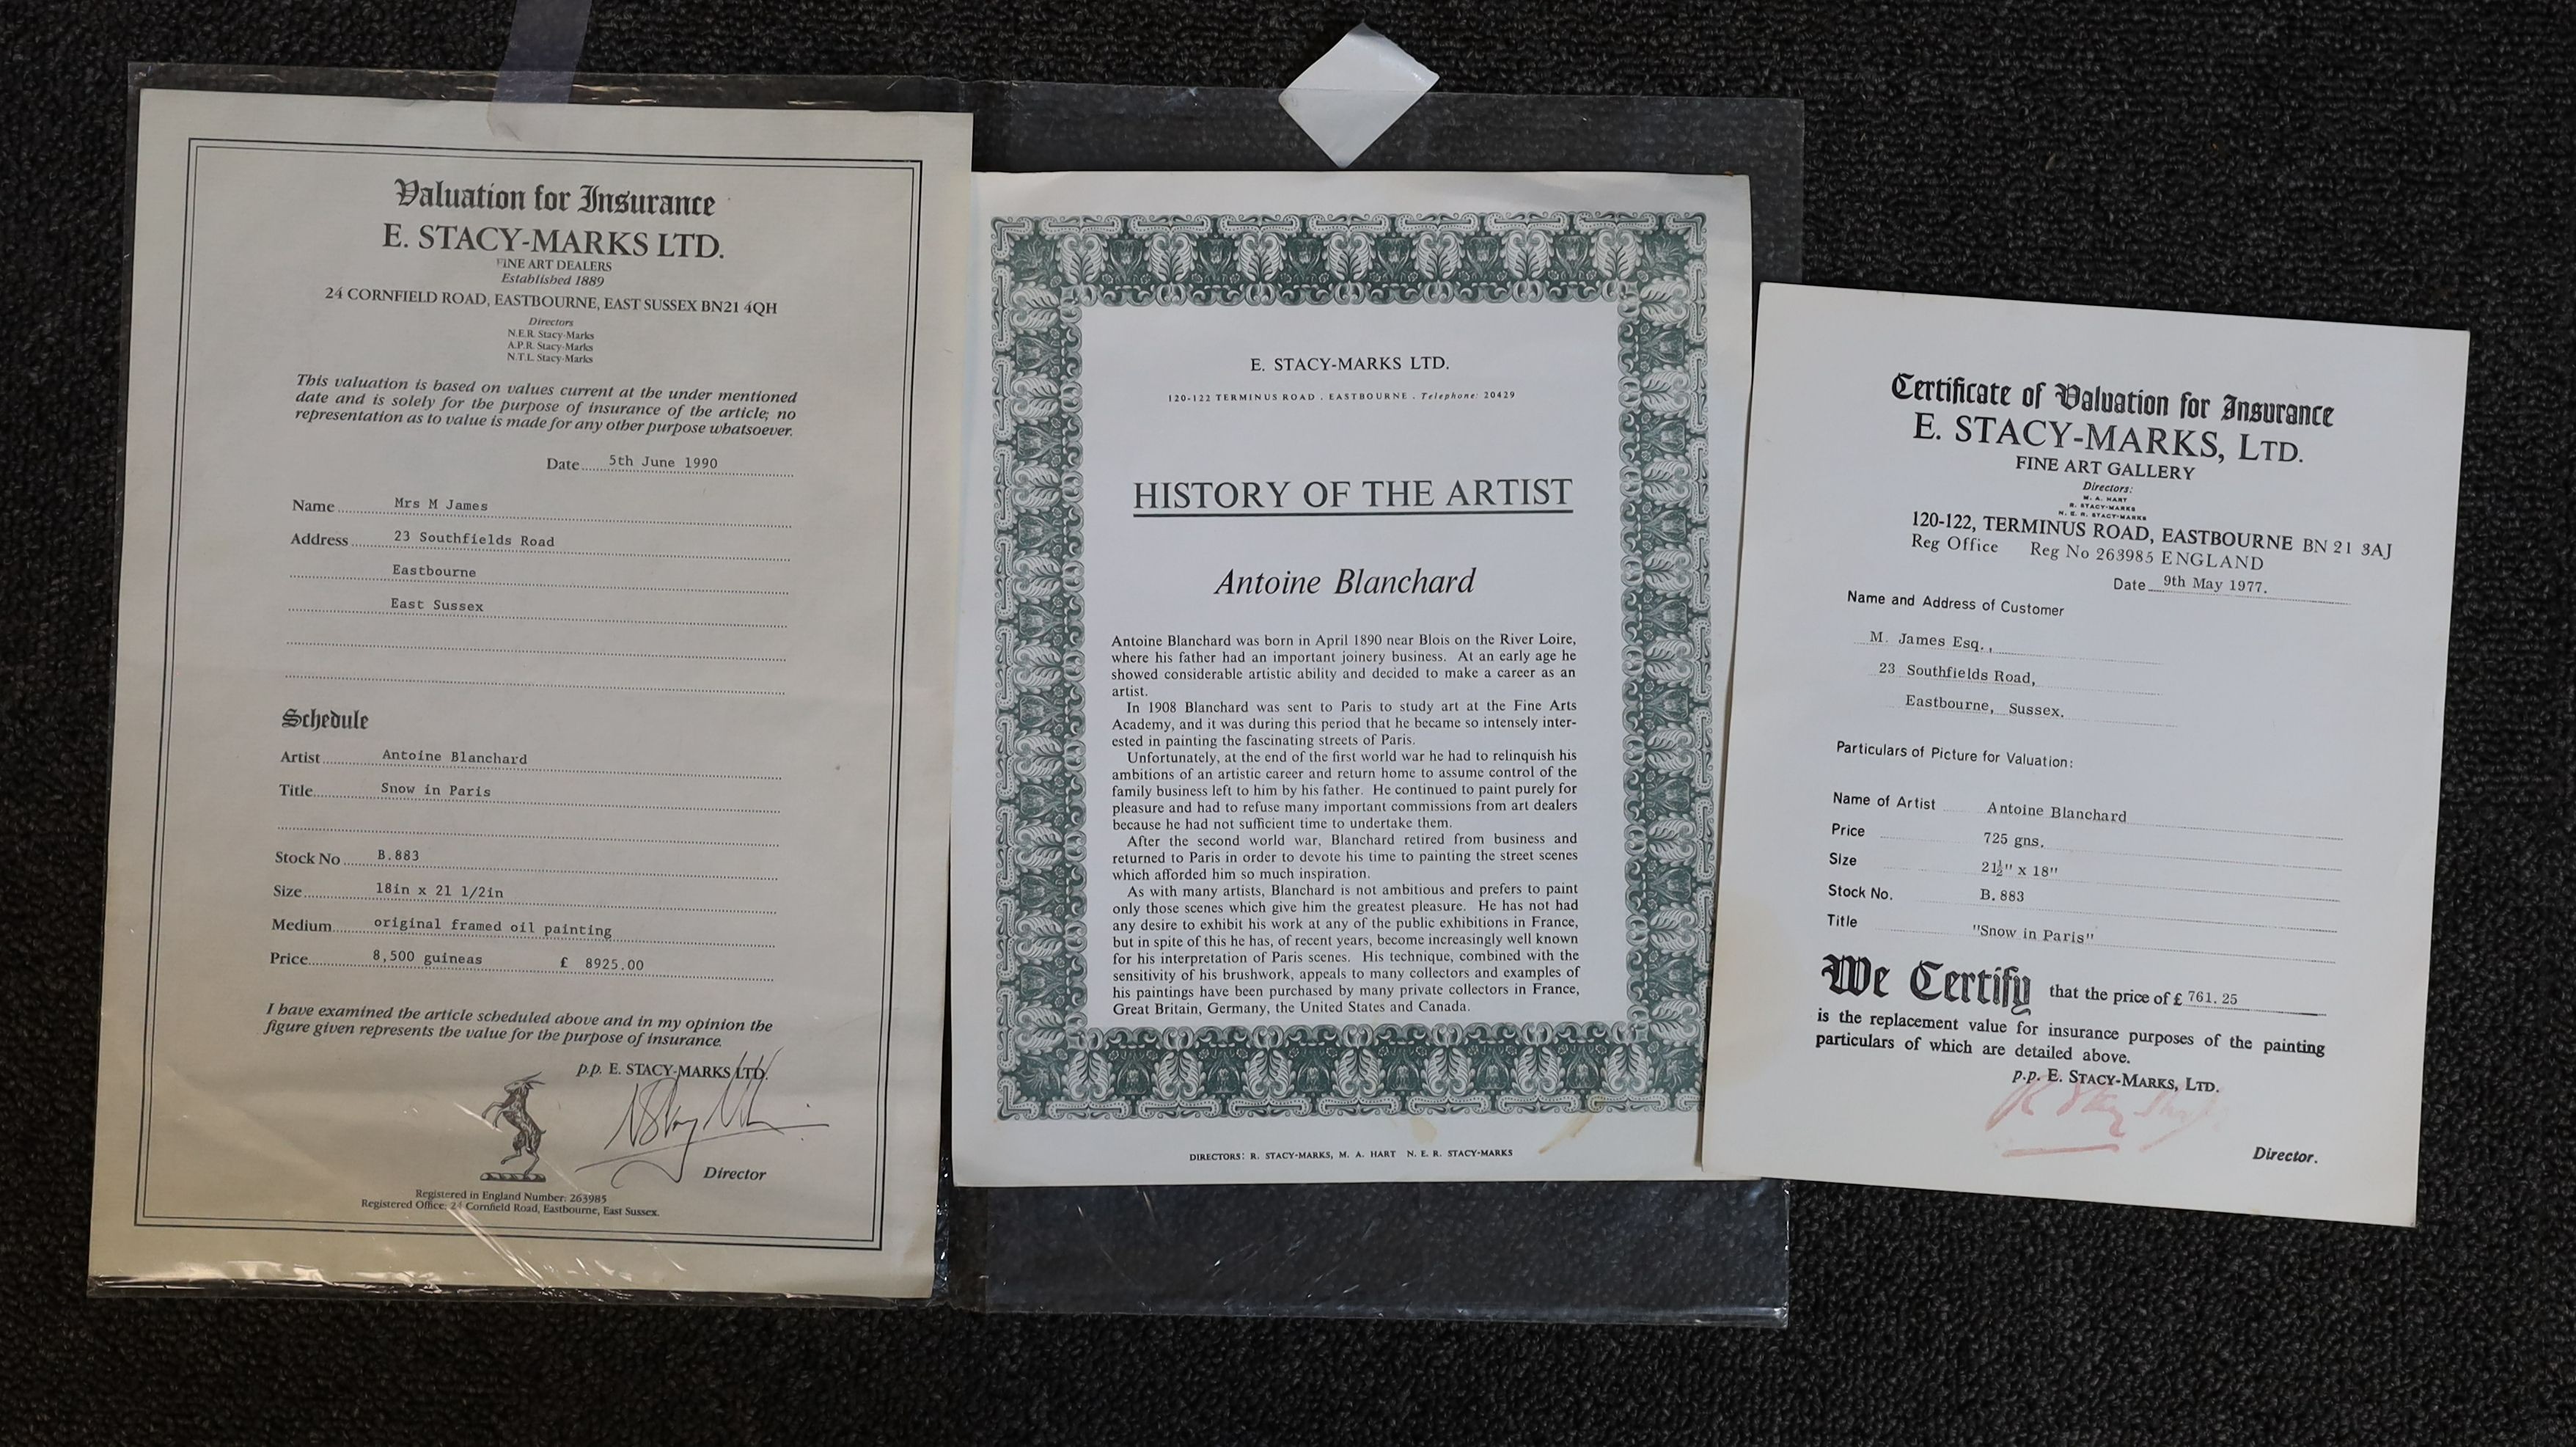 Valuation for Insurance
E. STACY-MARKS LTD.
FINE ART DEALERS
Established 1889
24 CORNFIELD ROAD, EASTBOURNE, EAST SUSSEX BN21 4QH
Directors
N.E.R. Stacy-Marks
A.P.R. Stacy-Marks
N.T.L. Stacy-Marks
This valuation is based on values current at the under mentioned
date and is solely for the purpose of insurance of the article; no
representation as to value is made for any other purpose whatsoever.
Date 5th June 1990
Name Mrs M James
Address 23 Southfields Road
Eastbourne
East Sussex
Schedule
Artist Antoine Blanchard
Title Snow in Paris
Stock No B.883
Size 18in x 21 1/2in
Medium original framed oil painting
Price 8,500 guineas £ 8925.00
I have examined the article scheduled above and in my opinion the
figure given represents the value for the purpose of insurance.
p.p. E. STACY-MARKS LTD.
Director
Registered in England Number: 263985
Registered Office: 24 Cornfield Road, Eastbourne, East Sussex.
E. STACY-MARKS LTD.
120-122 TERMINUS ROAD . EASTBOURNE . Telephone: 20429
HISTORY OF THE ARTIST
Antoine Blanchard
Antoine Blanchard was born in April 1890 near Blois on the River Loire,
where his father had an important joinery business. At an early age he
showed considerable artistic ability and decided to make a career as an
artist.
In 1908 Blanchard was sent to Paris to study art at the Fine Arts
Academy, and it was during this period that he became so intensely inter-
ested in painting the fascinating streets of Paris.
Unfortunately, at the end of the first world war he had to relinquish his
ambitions of an artistic career and return home to assume control of the
family business left to him by his father. He continued to paint purely for
pleasure and had to refuse many important commissions from art dealers
because he had not sufficient time to undertake them.
After the second world war, Blanchard retired from business and
returned to Paris in order to devote his time to painting the street scenes
which afforded him so much inspiration.
As with many artists, Blanchard is not ambitious and prefers to paint
only those scenes which give him the greatest pleasure. He has not had
any desire to exhibit his work at any of the public exhibitions in France,
but in spite of this he has, of recent years, become increasingly well known
for his interpretation of Paris scenes. His technique, combined with the
sensitivity of his brushwork, appeals to many collectors and examples of
his paintings have been purchased by many private collectors in France,
Great Britain, Germany, the United States and Canada.
DIRECTORS: R. STACY-MARKS, M. A. HART N. E. R. STACY-MARKS
Certificate of Valuation for Insurance
E. STACY-MARKS, LTD.
FINE ART GALLERY
Directors:
M. A. HART
R. STACY-MARKS
N. E. R. STACY-MARKS
120-122, TERMINUS ROAD, EASTBOURNE BN 21 3AJ
Reg Office Reg No 263985 ENGLAND
Date 9th May 1977.
Name and Address of Customer
M. James Esq.,
23 Southfields Road,
Eastbourne, Sussex.
Particulars of Picture for Valuation:
Name of Artist Antoine Blanchard
Price 725 gns.
Size 21½" x 18"
Stock No. B.883
Title "Snow in Paris"
We Certify that the price of £ 761.25
is the replacement value for insurance purposes of the painting
particulars of which are detailed above.
p.p. E. STACY-MARKS, LTD.
Director.